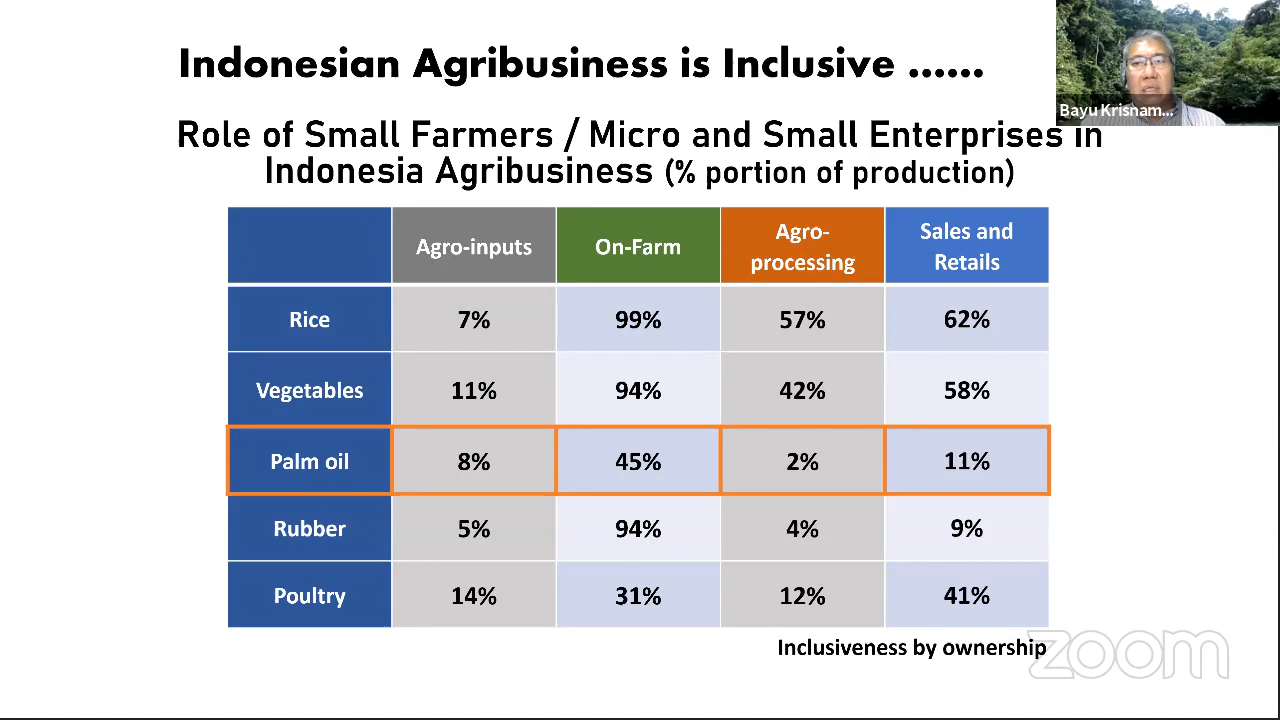 Indonesian Agribusiness is Inclusive ......
Bayu Krisnam...
Role of Small Farmers / Micro and Small Enterprises in
Indonesia Agribusiness (% portion of production)
Agro-inputs On-Farm Agro-processing Sales and Retails
Rice 7% 99% 57% 62%
Vegetables 11% 94% 42% 58%
Palm oil 8% 45% 2% 11%
Rubber 5% 94% 4% 9%
Poultry 14% 31% 12% 41%
Inclusiveness by ownership
zoom